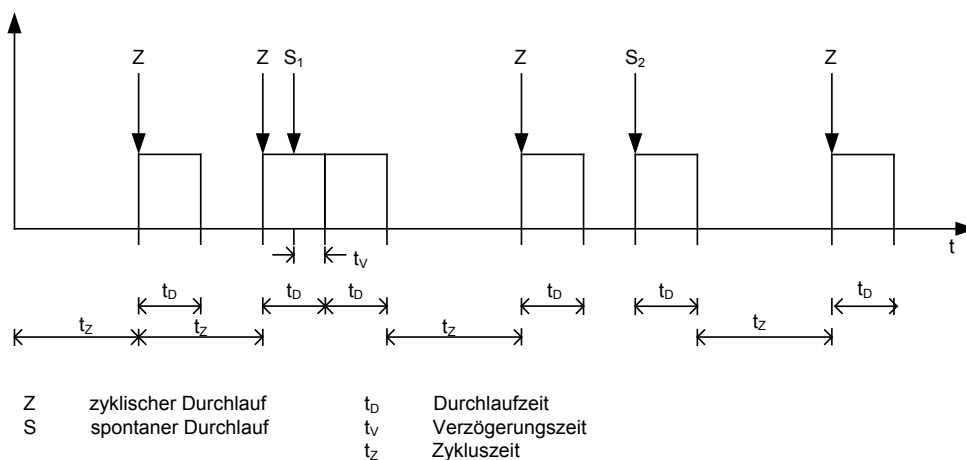 Z Z S₁ Z S₂ Z
t
t_V
t_D t_D t_D t_D t_D t_D
t_Z t_Z t_Z t_Z
Z zyklischer Durchlauf t_D Durchlaufzeit
S spontaner Durchlauf t_V Verzögerungszeit
t_Z Zykluszeit